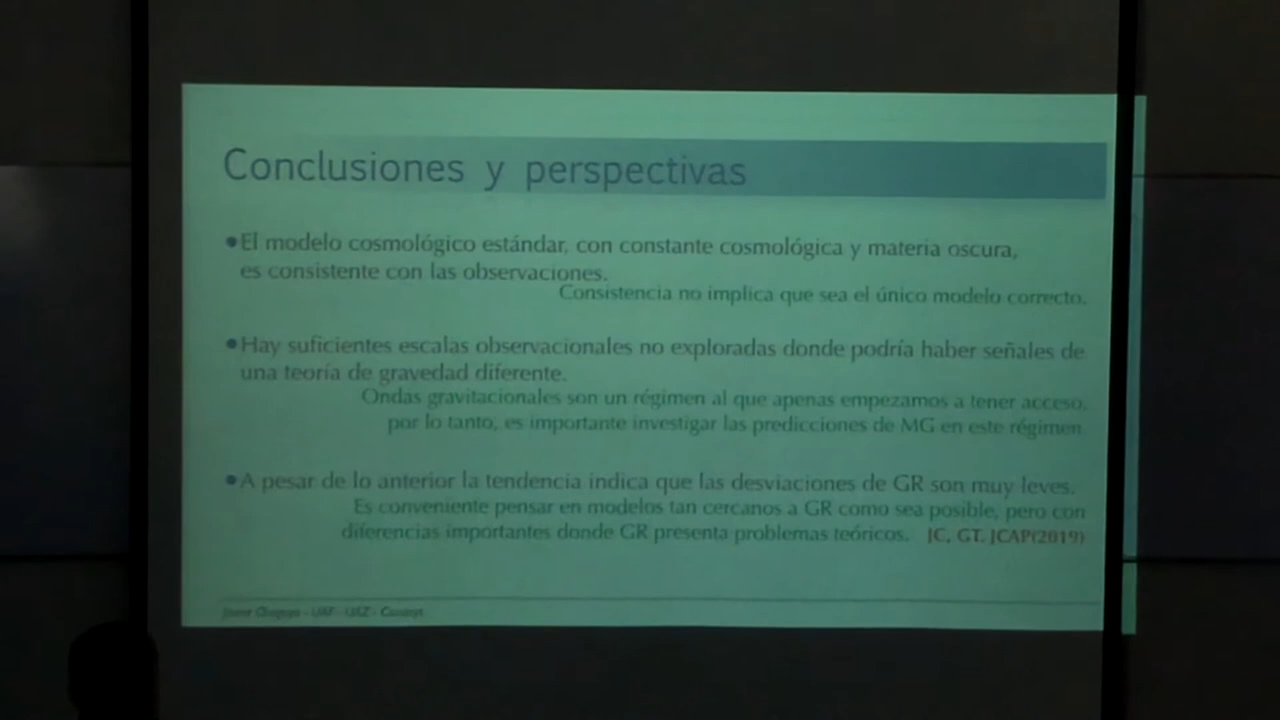 Conclusiones y perspectivas
•El modelo cosmológico estándar, con constante cosmológica y materia oscura,
es consistente con las observaciones.
Consistencia no implica que sea el único modelo correcto.
•Hay suficientes escalas observacionales no exploradas donde podría haber señales de
una teoría de gravedad diferente.
Ondas gravitacionales son un régimen al que apenas empezamos a tener acceso,
por lo tanto, es importante investigar las predicciones de MG en este régimen
•A pesar de lo anterior la tendencia indica que las desviaciones de GR son muy leves.
Es conveniente pensar en modelos tan cercanos a GR como sea posible, pero con
diferencias importantes donde GR presenta problemas teóricos. JC, GT, JCAP(2019)